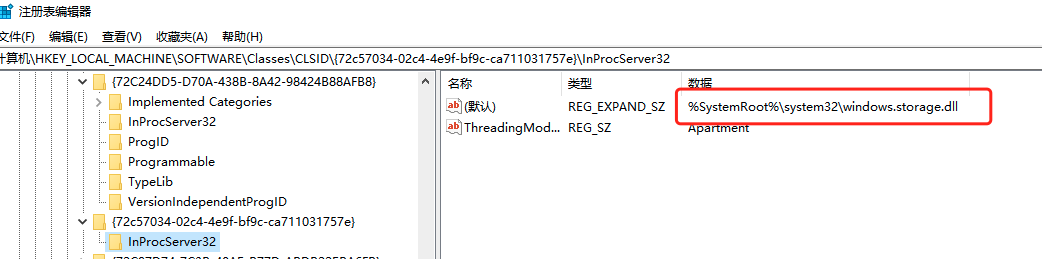 注册表编辑器
文件(F) 编辑(E) 查看(V) 收藏夹(A) 帮助(H)
计算机\HKEY_LOCAL_MACHINE\SOFTWARE\Classes\CLSID\{72c57034-02c4-4e9f-bf9c-ca711031757e}\InProcServer32
{72C24DD5-D70A-438B-8A42-98424B88AFB8}
Implemented Categories
InProcServer32
ProgID
Programmable
TypeLib
VersionIndependentProgID
{72c57034-02c4-4e9f-bf9c-ca711031757e}
InProcServer32
名称 类型 数据
ab (默认) REG_EXPAND_SZ %SystemRoot%\system32\windows.storage.dll
ab ThreadingMod... REG_SZ Apartment